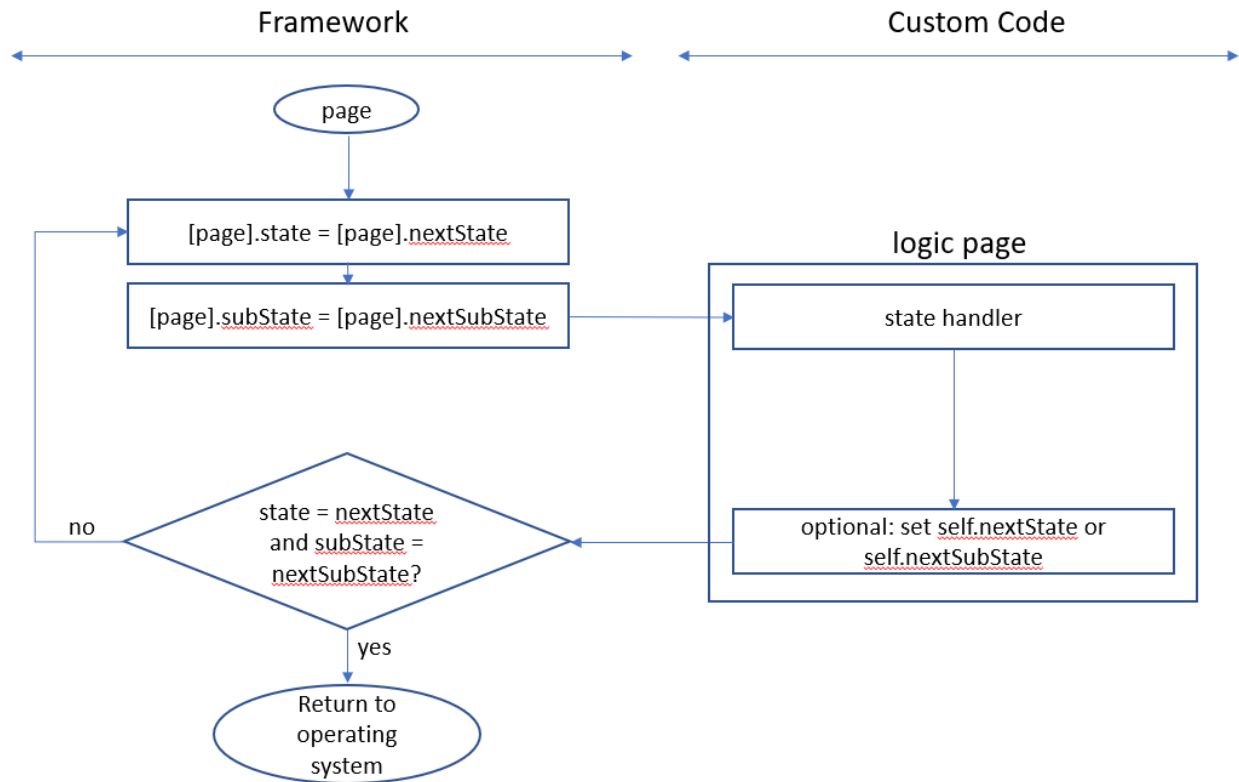 Framework
Custom Code
page
[page].state = [page].nextState
logic page
[page].subState = [page].nextSubState
state handler
state = nextState
and subState =
nextSubState?
no
optional: set self.nextState or
self.nextSubState
yes
Return to
operating
system